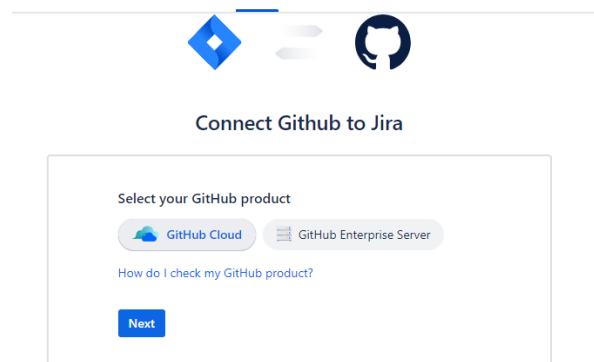 Connect Github to Jira
Select your GitHub product
GitHub Cloud
GitHub Enterprise Server
How do I check my GitHub product?
Next